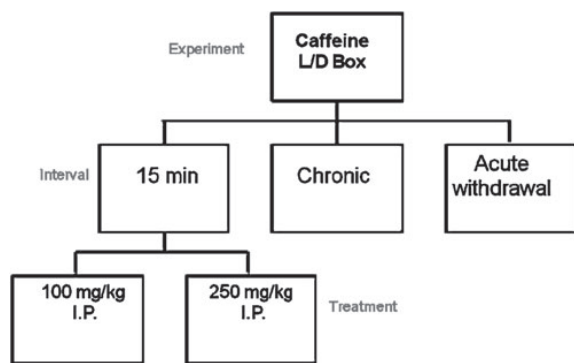 Experiment
Caffeine
L/D Box
Interval
15 min
Chronic
Acute
withdrawal
100 mg/kg
I.P.
250 mg/kg
I.P.
Treatment